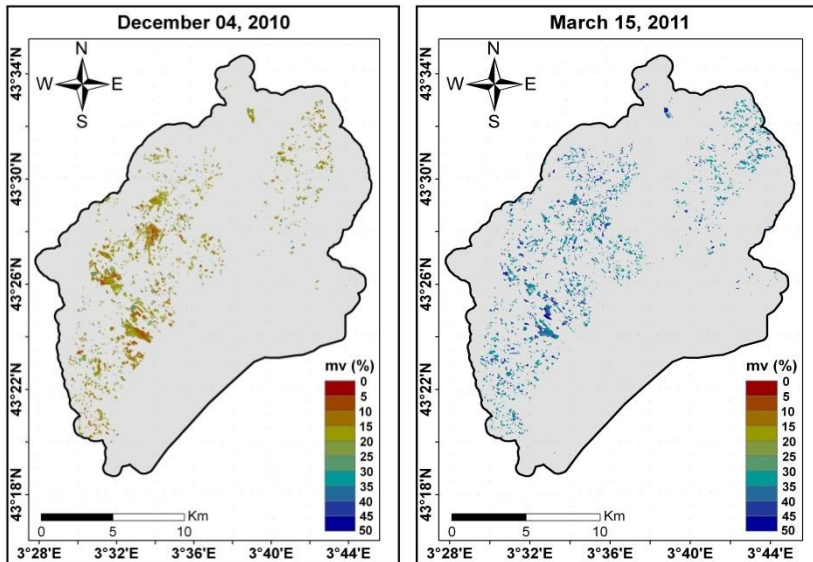 December 04, 2010
N
W E
S
43°34'N
43°30'N
43°26'N
43°22'N
43°18'N
mv (%)
0
5
10
15
20
25
30
35
40
45
50
Km
0 5 10
3°28'E 3°32'E 3°36'E 3°40'E 3°44'E
March 15, 2011
N
W E
S
43°34'N
43°30'N
43°26'N
43°22'N
43°18'N
mv (%)
0
5
10
15
20
25
30
35
40
45
50
Km
0 5 10
3°28'E 3°32'E 3°36'E 3°40'E 3°44'E